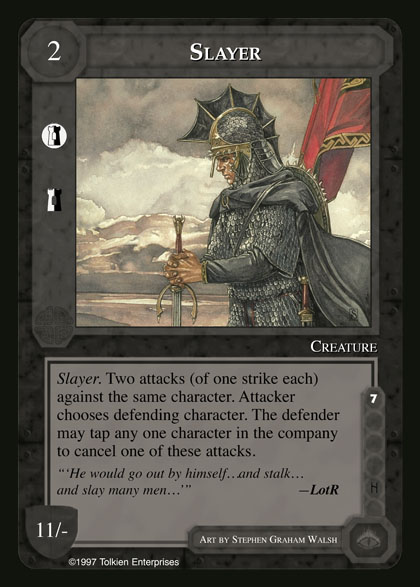 2
SLAYER
CREATURE
Slayer. Two attacks (of one strike each)
against the same character. Attacker
chooses defending character. The defender
may tap any one character in the company
to cancel one of these attacks.
7
“‘He would go out by himself…and stalk…
and slay many men…’” —LotR
H
11/-
ART BY STEPHEN GRAHAM WALSH
©1997 Tolkien Enterprises